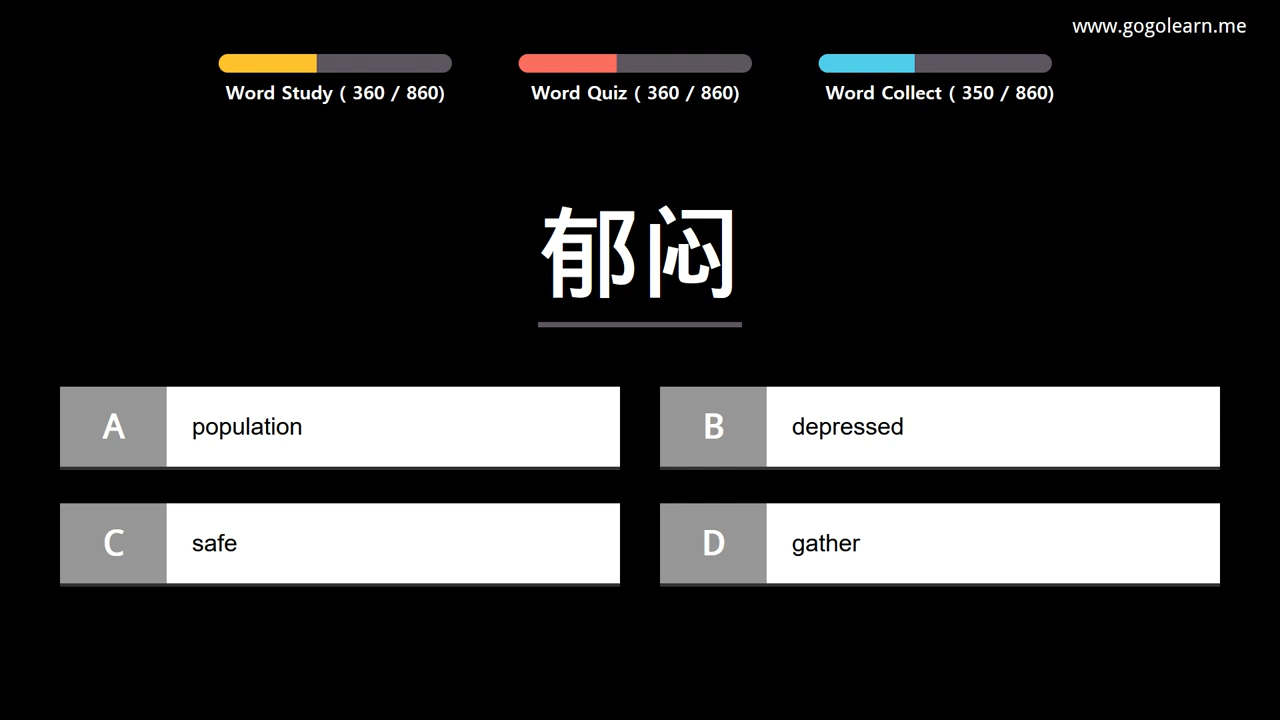 www.gogolearn.me
Word Study ( 360 / 860)
Word Quiz ( 360 / 860)
Word Collect ( 350 / 860)
郁闷
A population
B depressed
C safe
D gather